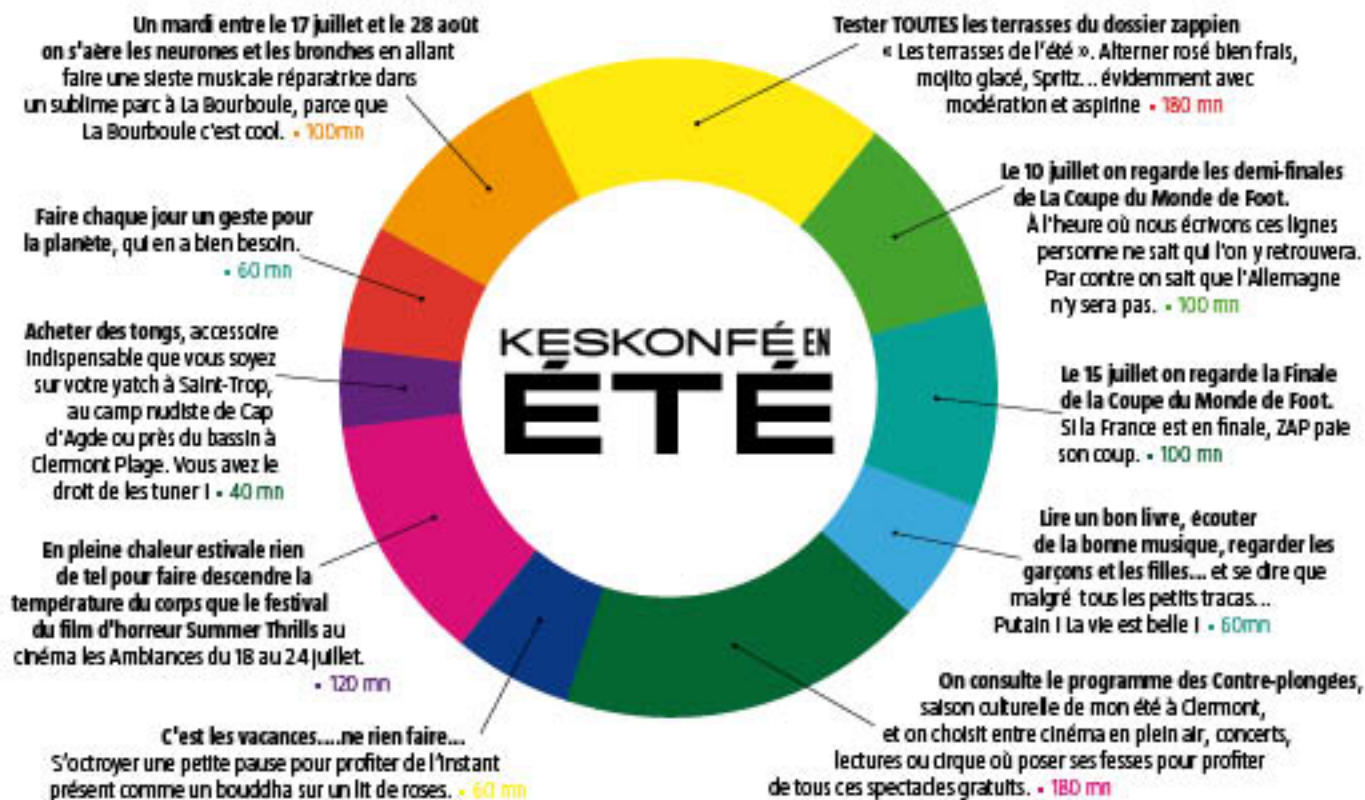 Un mardi entre le 17 juillet et le 28 août
on s'aère les neurones et les bronches en allant
faire une sieste musicale réparatrice dans
un sublime parc à La Bourboule, parce que
La Bourboule c'est cool. • 100mn
Tester TOUTES les terrasses du dossier zappien
« Les terrasses de l'été ». Alterner rosé bien frais,
mojito glacé, Spritz... évidemment avec
modération et aspirine • 180 mn
Le 10 juillet on regarde les demi-finales
de La Coupe du Monde de Foot.
À l'heure où nous écrivons ces lignes
personne ne sait qui l'on y retrouvera.
Par contre on sait que l'Allemagne
n'y sera pas. • 100 mn
Faire chaque jour un geste pour
la planète, qui en a bien besoin.
• 60 mn
Acheter des tongs, accessoire
indispensable que vous soyez
sur votre yatch à Saint-Trop,
au camp nudiste de Cap
d'Agde ou près du bassin à
Clermont Plage. Vous avez le
droit de les tuner ! • 40 mn
KESKONFÉ EN
ÉTÉ
Le 15 juillet on regarde la Finale
de la Coupe du Monde de Foot.
Si la France est en finale, ZAP paie
son coup. • 100 mn
Lire un bon livre, écouter
de la bonne musique, regarder les
garçons et les filles... et se dire que
malgré tous les petits tracas...
Putain ! La vie est belle ! • 60mn
En pleine chaleur estivale rien
de tel pour faire descendre la
température du corps que le festival
du film d'horreur Summer Thrills au
cinéma les Ambiances du 18 au 24 juillet.
• 120 mn
C'est les vacances....ne rien faire...
S'octroyer une petite pause pour profiter de l'instant
présent comme un bouddha sur un lit de roses. • 60 mn
On consulte le programme des Contre-plongées,
saison culturelle de mon été à Clermont,
et on choisit entre cinéma en plein air, concerts,
lectures ou cirque où poser ses fesses pour profiter
de tous ces spectacles gratuits. • 180 mn